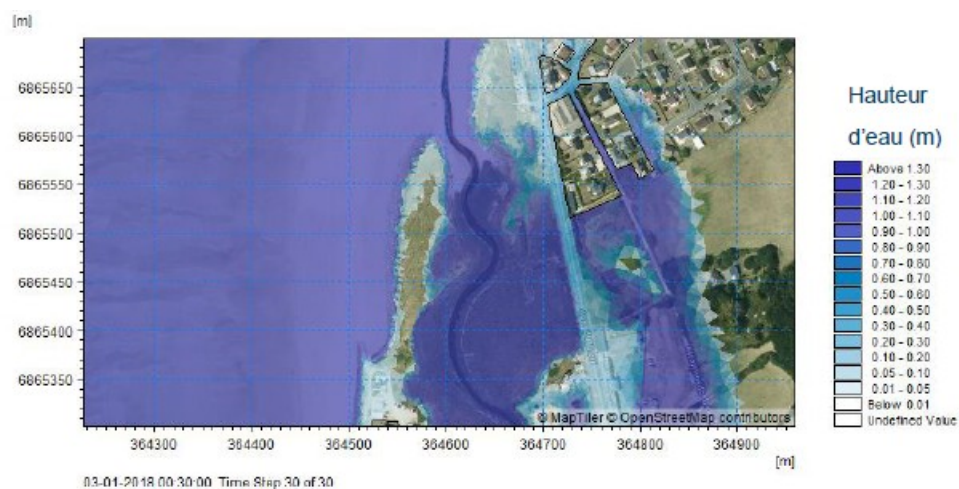 [m]
6865650
6865600
6865550
6865500
6865450
6865400
6865350
© MapTiler © OpenStreetMap contributors
364300 364400 364500 364600 364700 364800 364900
[m]
03-01-2018 00:30:00 Time Step 30 of 30
Hauteur
d'eau (m)
Above 1.30
1.20 - 1.30
1.10 - 1.20
1.00 - 1.10
0.90 - 1.00
0.80 - 0.90
0.70 - 0.80
0.60 - 0.70
0.50 - 0.60
0.40 - 0.50
0.30 - 0.40
0.20 - 0.30
0.10 - 0.20
0.05 - 0.10
0.01 - 0.05
Below 0.01
Undefined Value